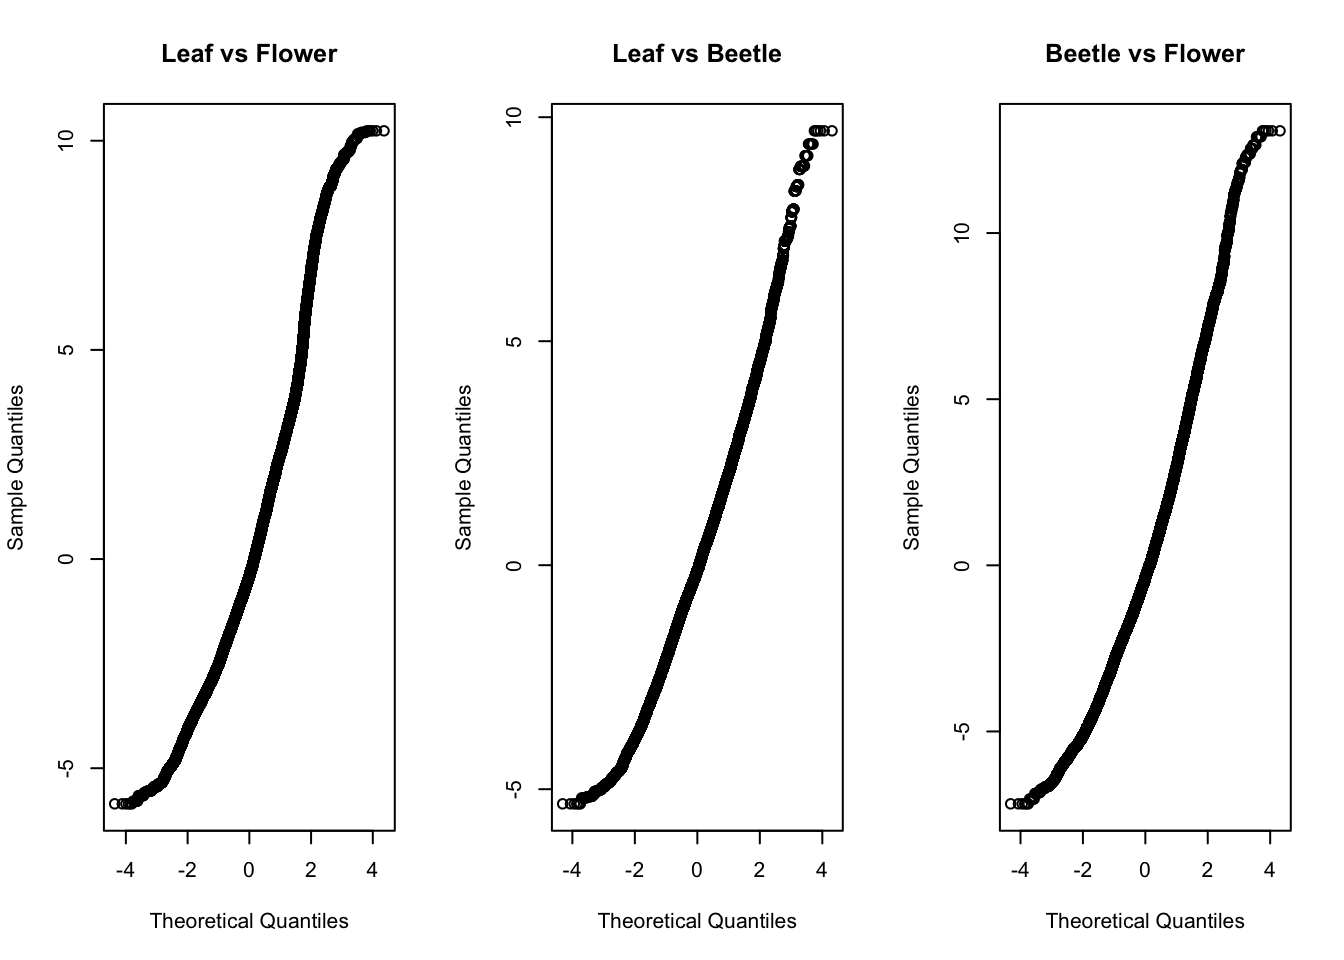 Leaf vs Flower
Sample Quantiles
10
5
0
-5
-4 -2 0 2 4
Theoretical Quantiles
Leaf vs Beetle
Sample Quantiles
10
5
0
-5
-4 -2 0 2 4
Theoretical Quantiles
Beetle vs Flower
Sample Quantiles
10
5
0
-5
-4 -2 0 2 4
Theoretical Quantiles